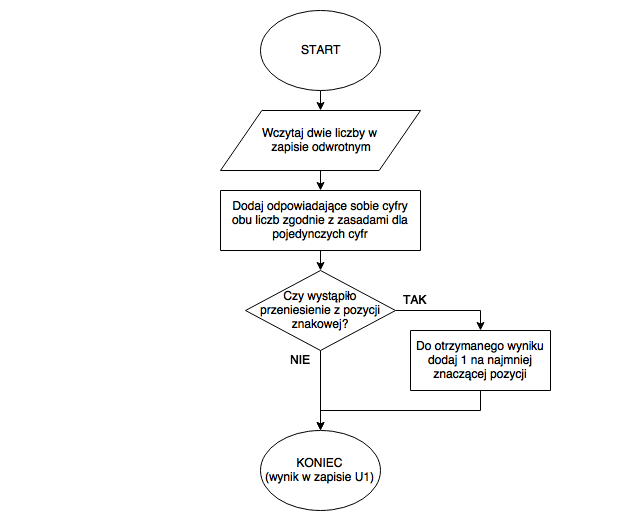 START
Wczytaj dwie liczby w
zapisie odwrotnym
Dodaj odpowiadające sobie cyfry
obu liczb zgodnie z zasadami dla
pojedynczych cyfr
Czy wystąpiło
przeniesienie z pozycji
znakowej?
TAK
Do otrzymanego wyniku
dodaj 1 na najmniej
znaczącej pozycji
NIE
KONIEC
(wynik w zapisie U1)